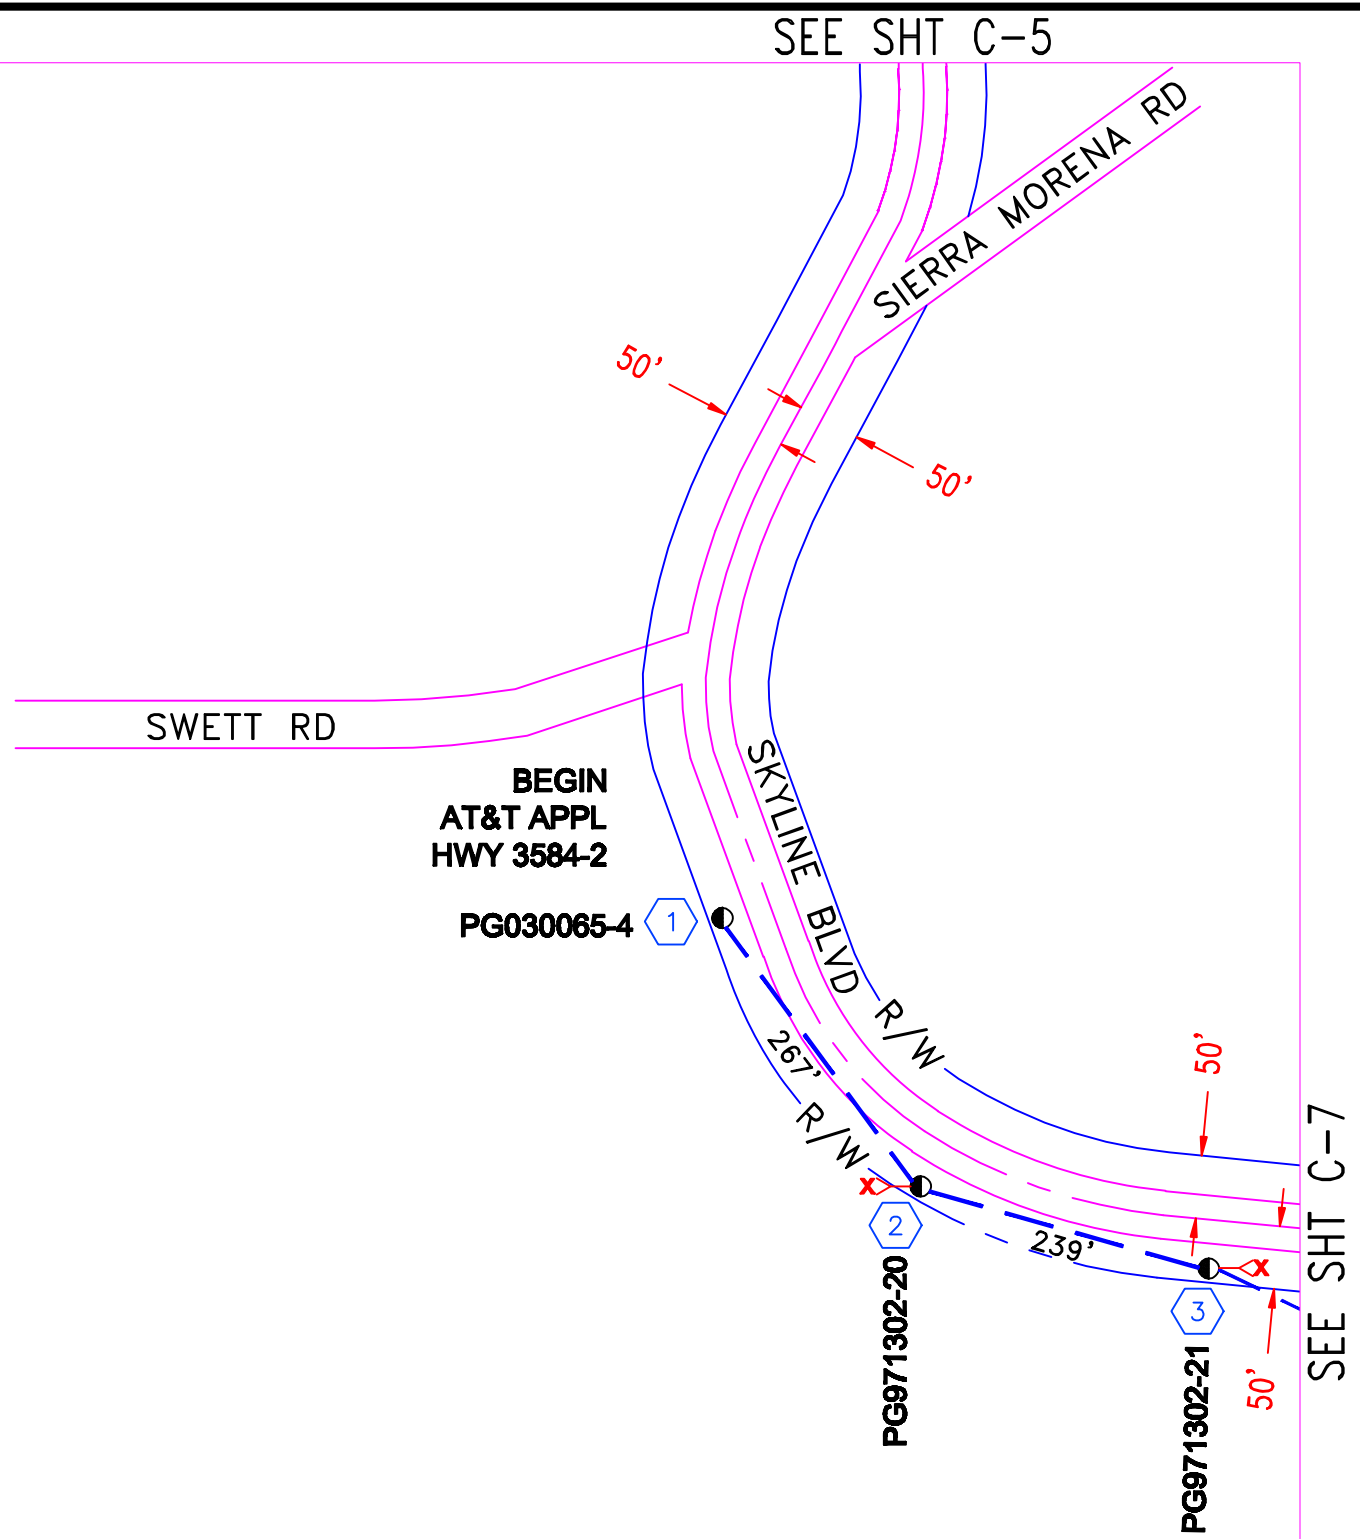 SEE SHT C-5
SIERRA MORENA RD
50'
50'
SWETT RD
SKYLINE BLVD
BEGIN
AT&T APPL
HWY 3584-2
PG030065-4
1
R/W
267'
R/W
50'
2
239'
3
PG971302-20
PG971302-21
50'
SEE SHT C-7
X
X